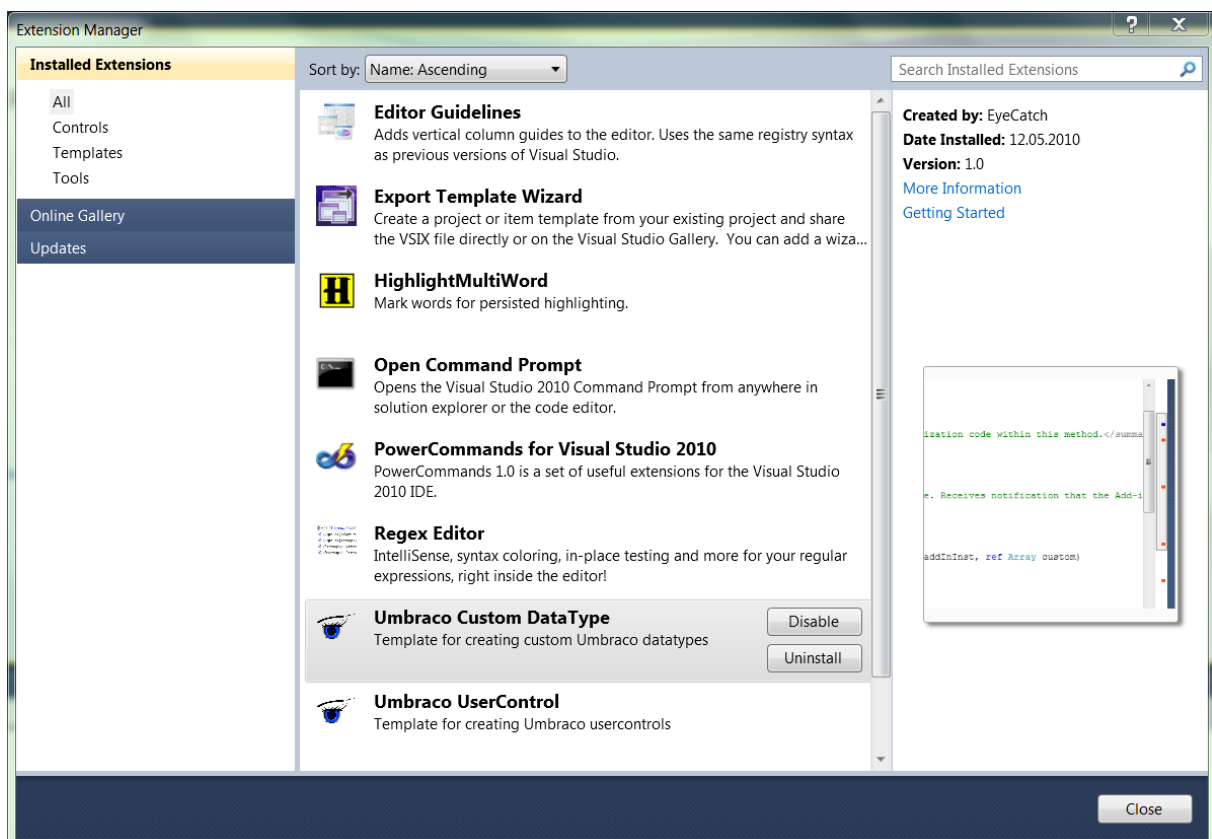 Extension Manager
?
X
Installed Extensions
All
Controls
Templates
Tools
Online Gallery
Updates
Sort by: Name: Ascending
Editor Guidelines
Adds vertical column guides to the editor. Uses the same registry syntax
as previous versions of Visual Studio.
Export Template Wizard
Create a project or item template from your existing project and share
the VSIX file directly or on the Visual Studio Gallery. You can add a wiza...
H
HighlightMultiWord
Mark words for persisted highlighting.
Open Command Prompt
Opens the Visual Studio 2010 Command Prompt from anywhere in
solution explorer or the code editor.
PowerCommands for Visual Studio 2010
PowerCommands 1.0 is a set of useful extensions for the Visual Studio
2010 IDE.
Regex Editor
IntelliSense, syntax coloring, in-place testing and more for your regular
expressions, right inside the editor!
Umbraco Custom DataType
Template for creating custom Umbraco datatypes
Disable
Uninstall
Umbraco UserControl
Template for creating Umbraco usercontrols
Search Installed Extensions
Created by: EyeCatch
Date Installed: 12.05.2010
Version: 1.0
More Information
Getting Started
ization code within this method.</summa
e. Receives notification that the Add-i
addInInst, ref Array custom)
Close